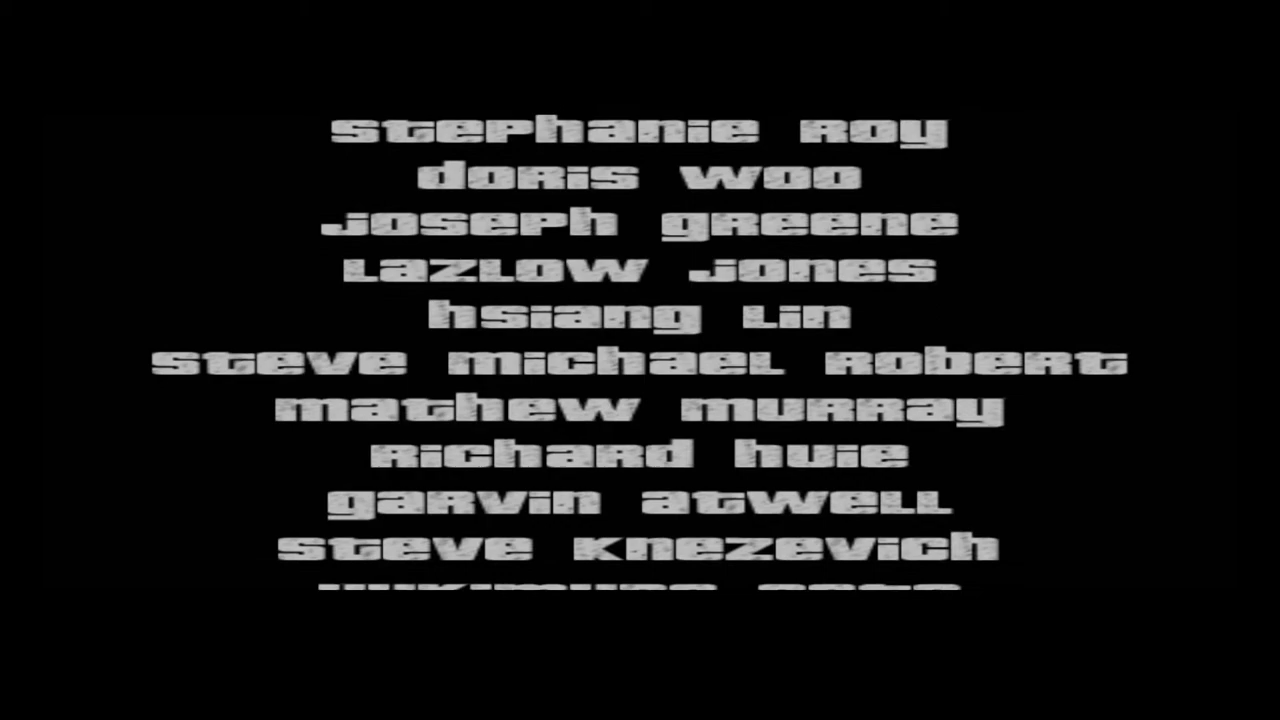 Stephanie Roy
Doris Woo
Joseph Greene
Lazlow Jones
Hsiang Lin
Steve Michael Robert
Mathew Murray
Richard Huie
Garvin Atwell
Steve Knezevich